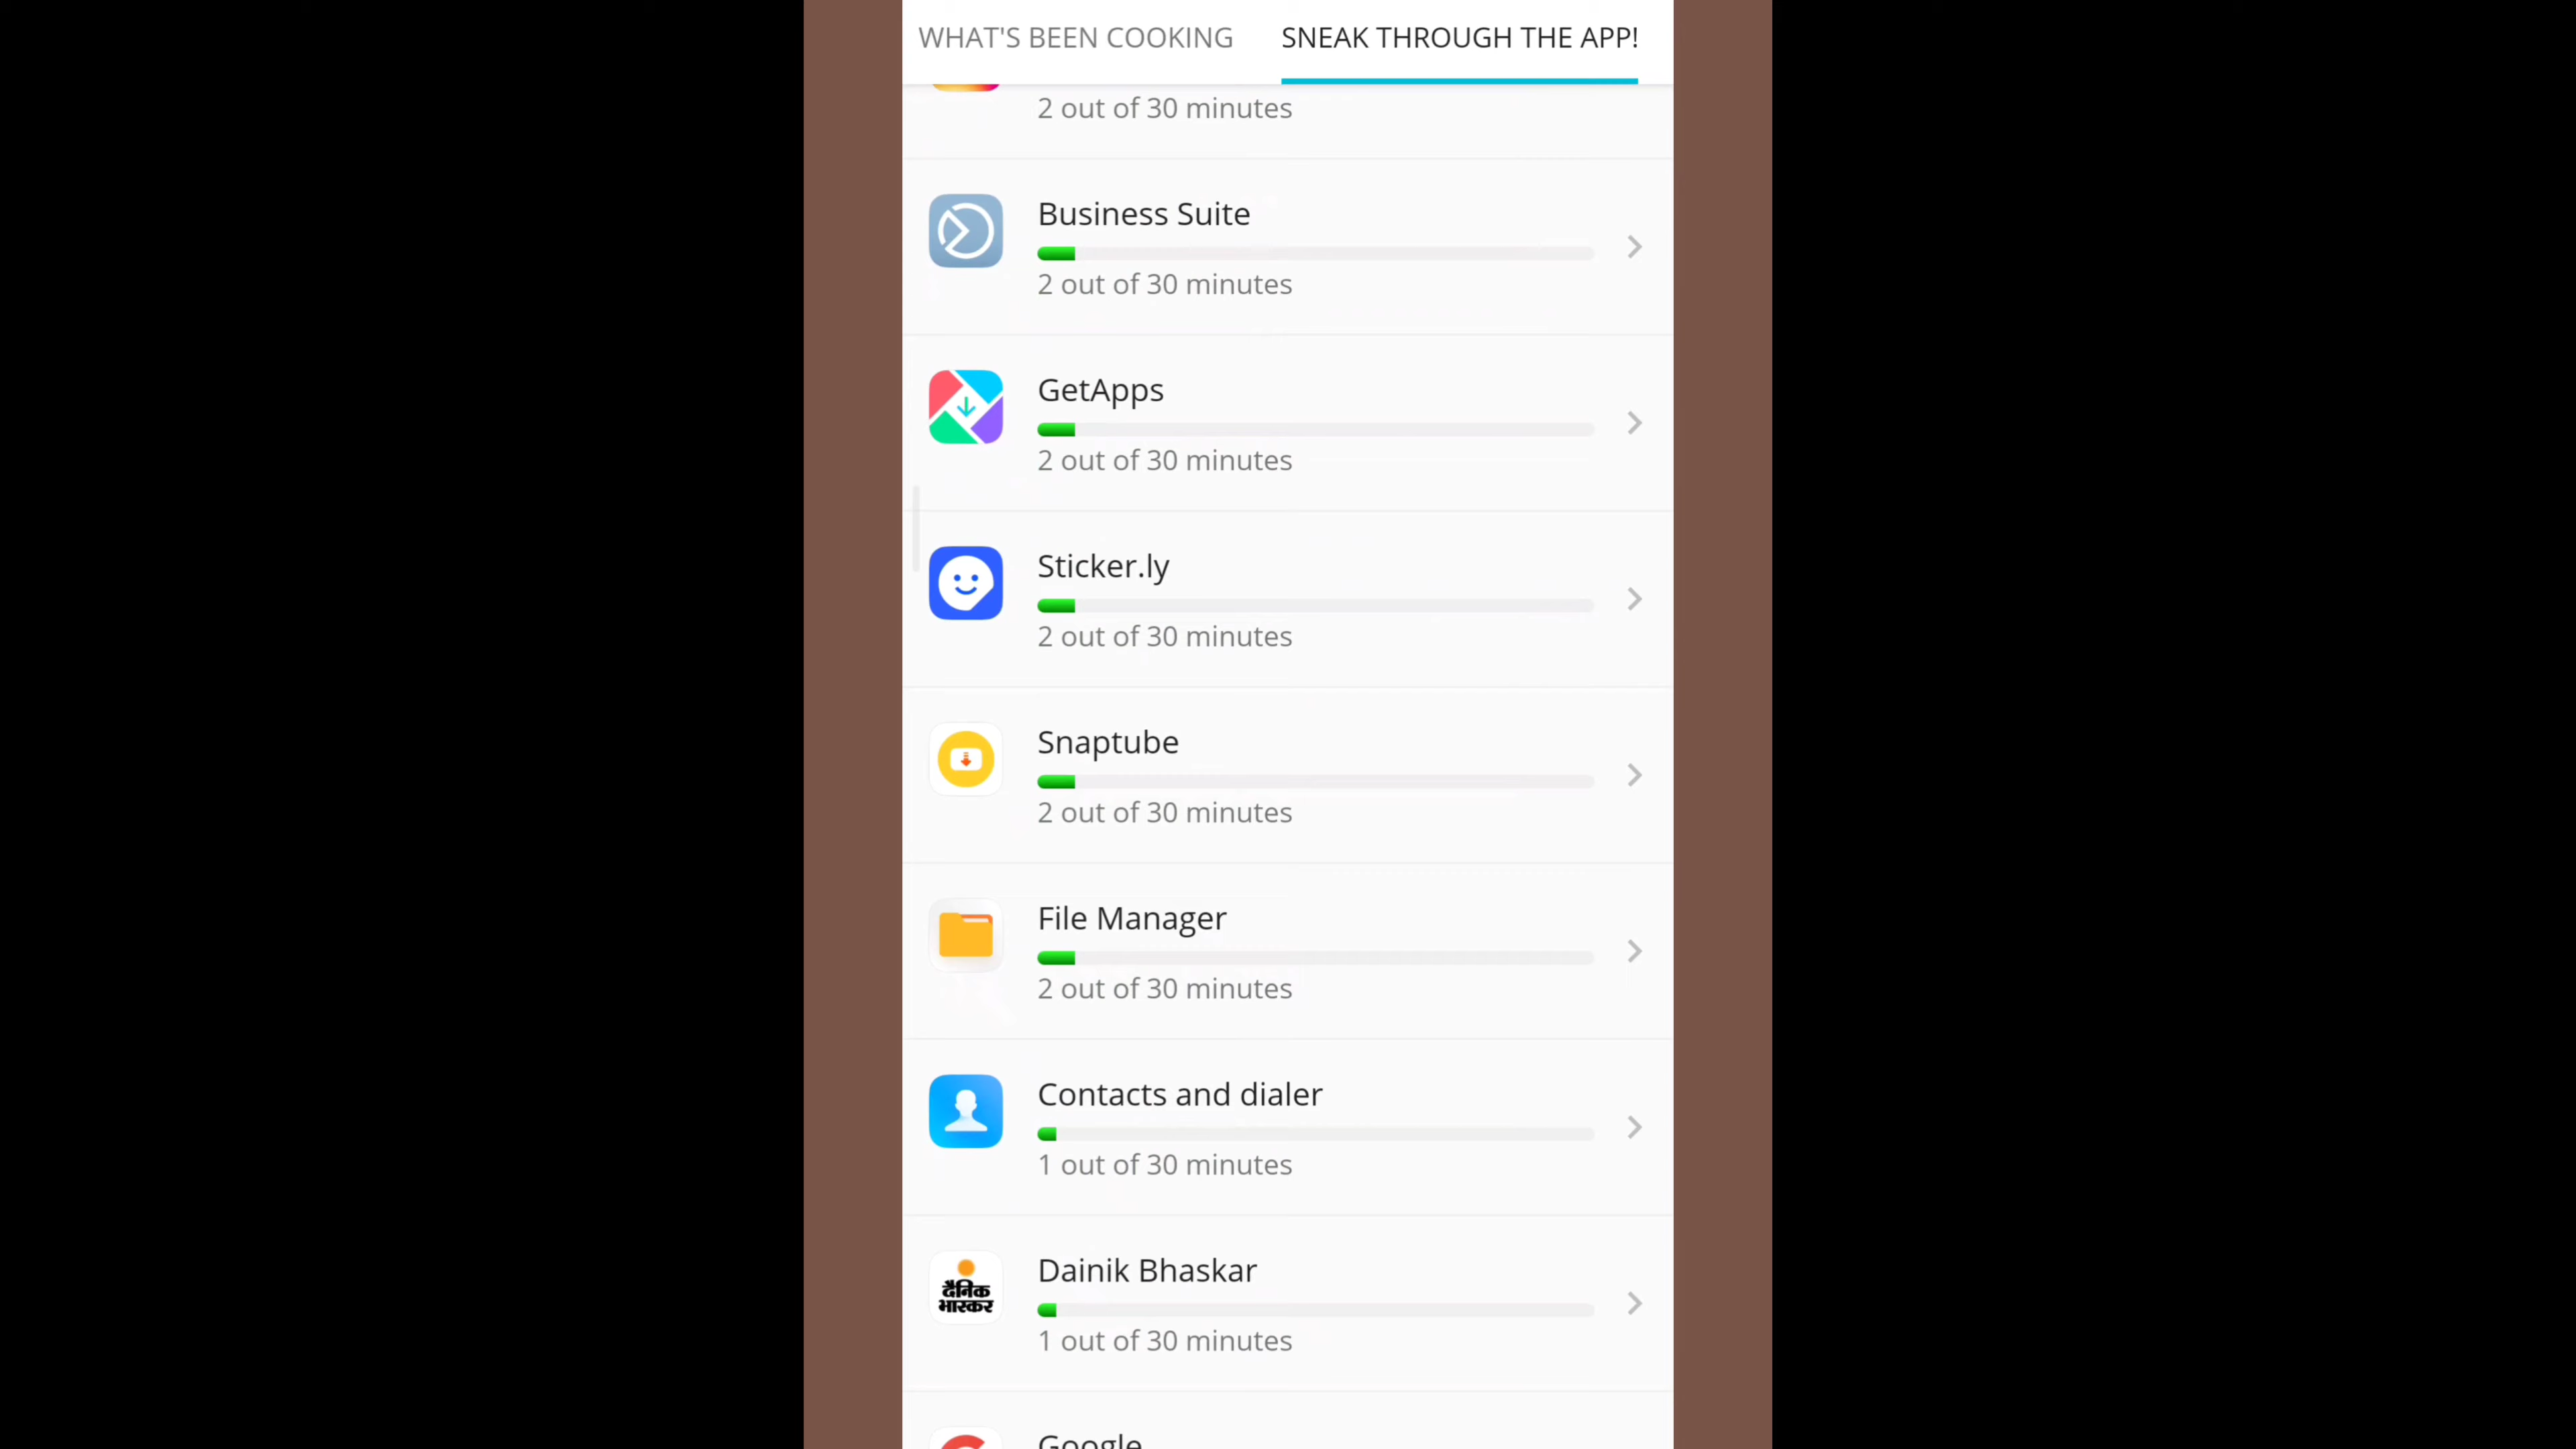 WHAT'S BEEN COOKING
SNEAK THROUGH THE APP!
2 out of 30 minutes
Business Suite
2 out of 30 minutes
GetApps
2 out of 30 minutes
Sticker.ly
2 out of 30 minutes
Snaptube
2 out of 30 minutes
File Manager
2 out of 30 minutes
Contacts and dialer
1 out of 30 minutes
दैनिक
भास्कर
Dainik Bhaskar
1 out of 30 minutes
Google